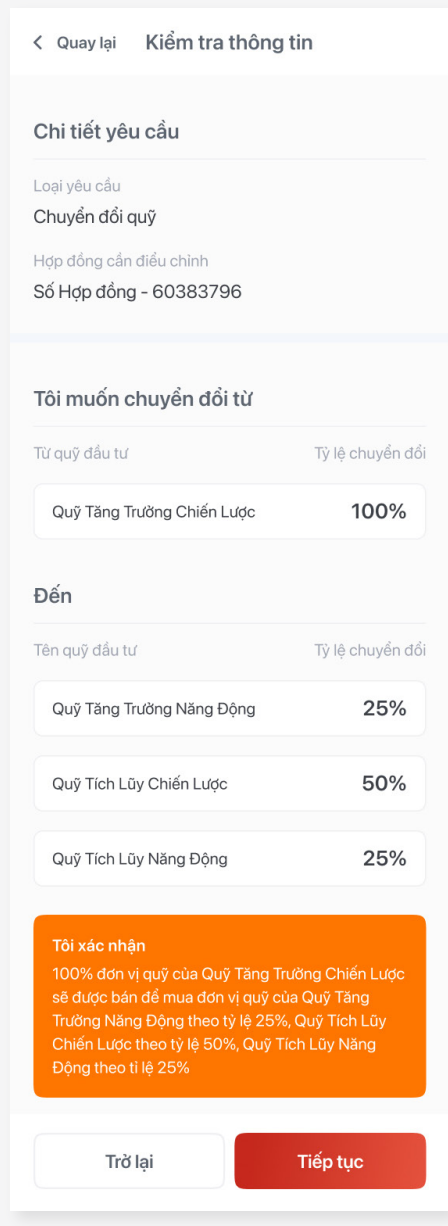 Quay lại Kiểm tra thông tin
Chi tiết yêu cầu
Loại yêu cầu
Chuyển đổi quỹ
Hợp đồng cần điều chỉnh
Số Hợp đồng - 60383796
Tôi muốn chuyển đổi từ
Từ quỹ đầu tư Tỷ lệ chuyển đổi
Quỹ Tăng Trưởng Chiến Lược 100%
Đến
Tên quỹ đầu tư Tỷ lệ chuyển đổi
Quỹ Tăng Trưởng Năng Động 25%
Quỹ Tích Lũy Chiến Lược 50%
Quỹ Tích Lũy Năng Động 25%
Tôi xác nhận
100% đơn vị quỹ của Quỹ Tăng Trưởng Chiến Lược
sẽ được bán để mua đơn vị quỹ của Quỹ Tăng
Trưởng Năng Động theo tỷ lệ 25%, Quỹ Tích Lũy
Chiến Lược theo tỷ lệ 50%, Quỹ Tích Lũy Năng
Động theo tỉ lệ 25%
Trở lại Tiếp tục